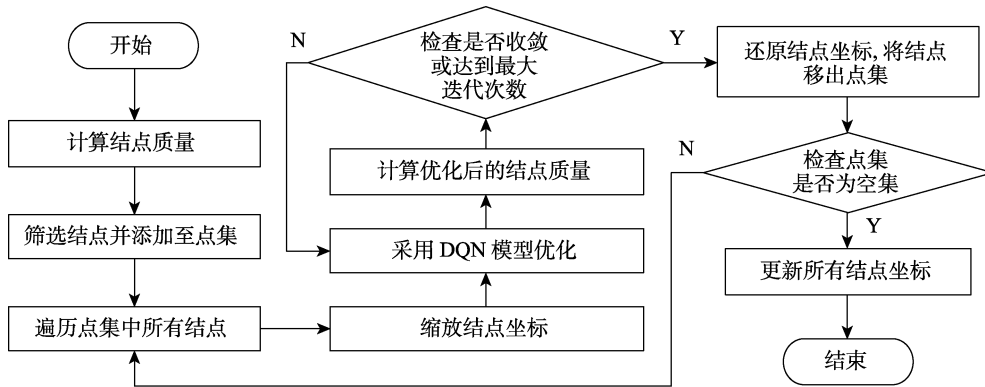 开始
计算结点质量
筛选结点并添加至点集
遍历点集中所有结点
缩放结点坐标
采用 DQN 模型优化
计算优化后的结点质量
检查是否收敛
或达到最大
迭代次数
N
Y
还原结点坐标, 将结点
移出点集
检查点集
是否为空集
N
Y
更新所有结点坐标
结束